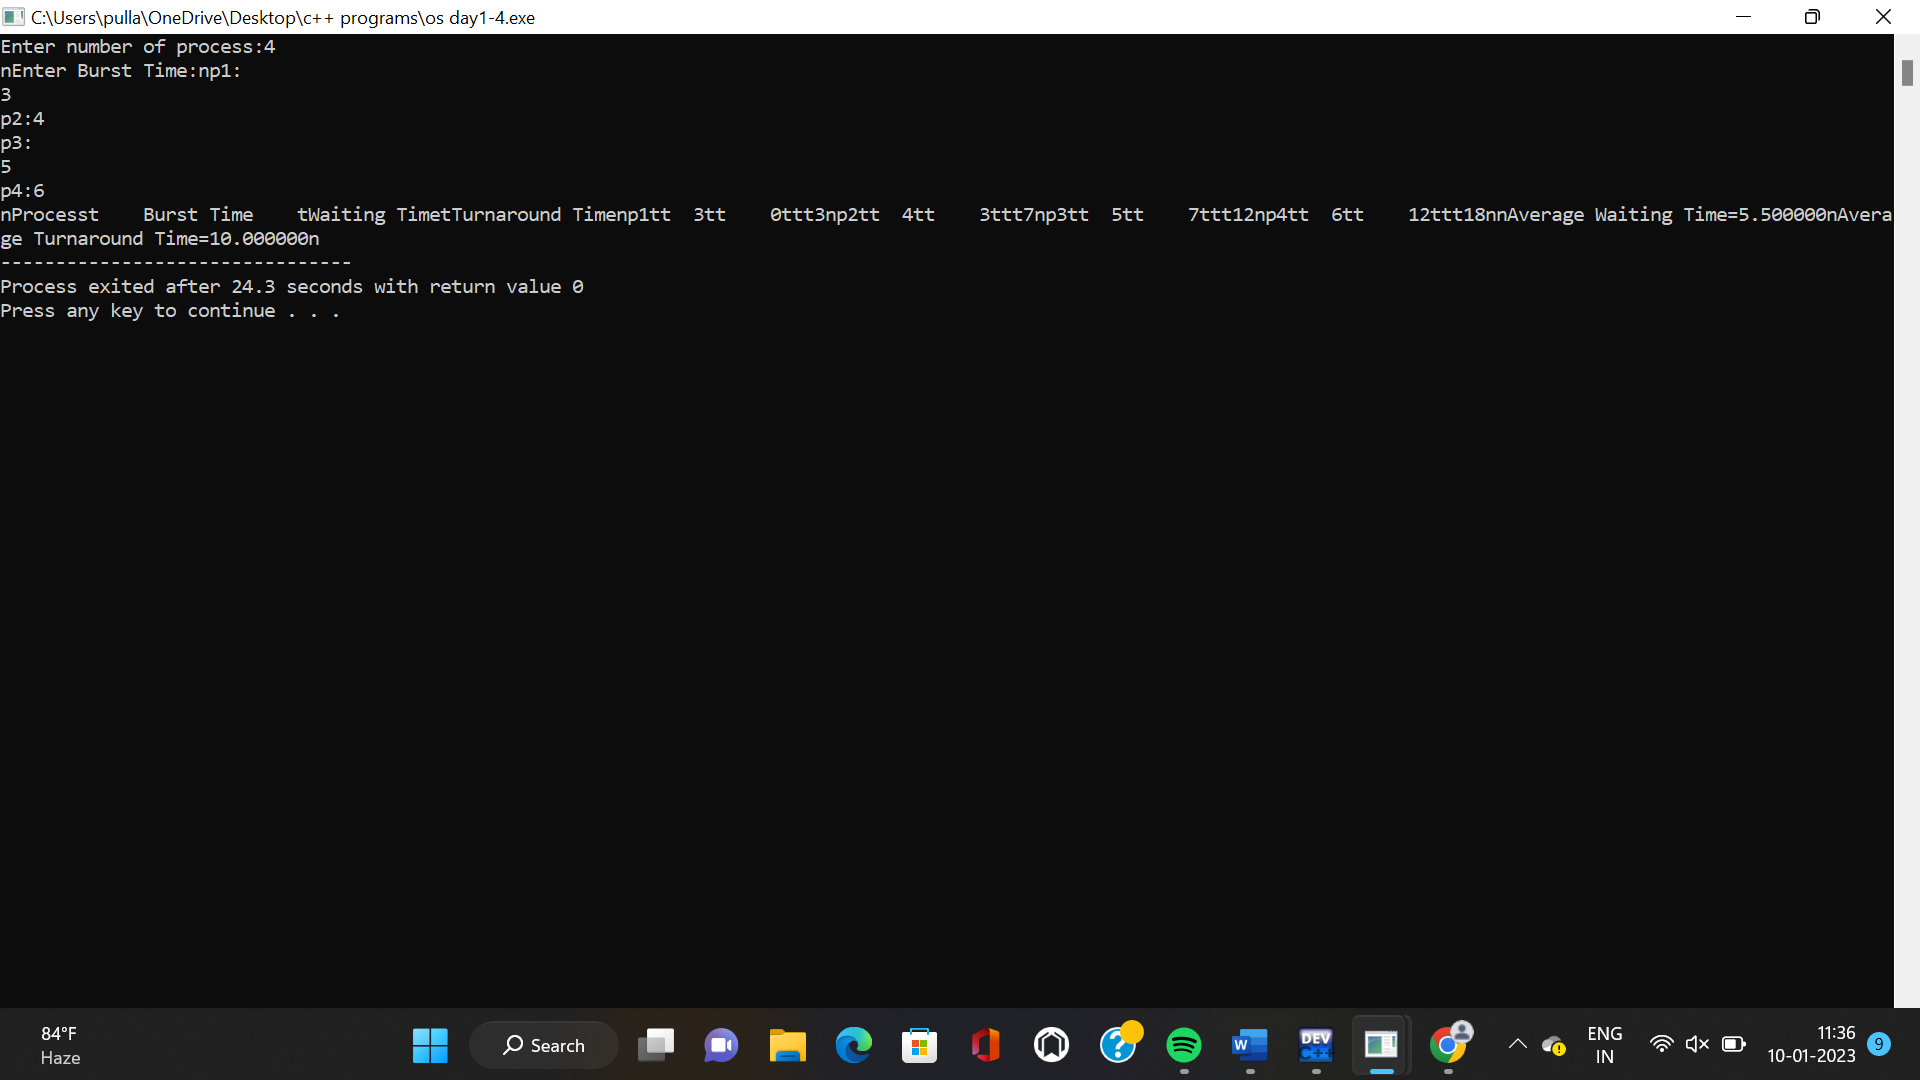 C:\Users\pulla\OneDrive\Desktop\c++ programs\os day1-4.exe
Enter number of process:4
nEnter Burst Time:np1:
3
p2:4
p3:
5
p4:6
nProcesst    Burst Time    tWaiting TimetTurnaround Timenp1tt  3tt    0ttt3np2tt  4tt    3ttt7np3tt  5tt    7ttt12np4tt  6tt    12ttt18nnAverage Waiting Time=5.500000nAvera
ge Turnaround Time=10.000000n
--------------------------------
Process exited after 24.3 seconds with return value 0
Press any key to continue . . .
84°F
Haze
Search
W
DEV
C++
ENG
IN
11:36
10-01-2023
9